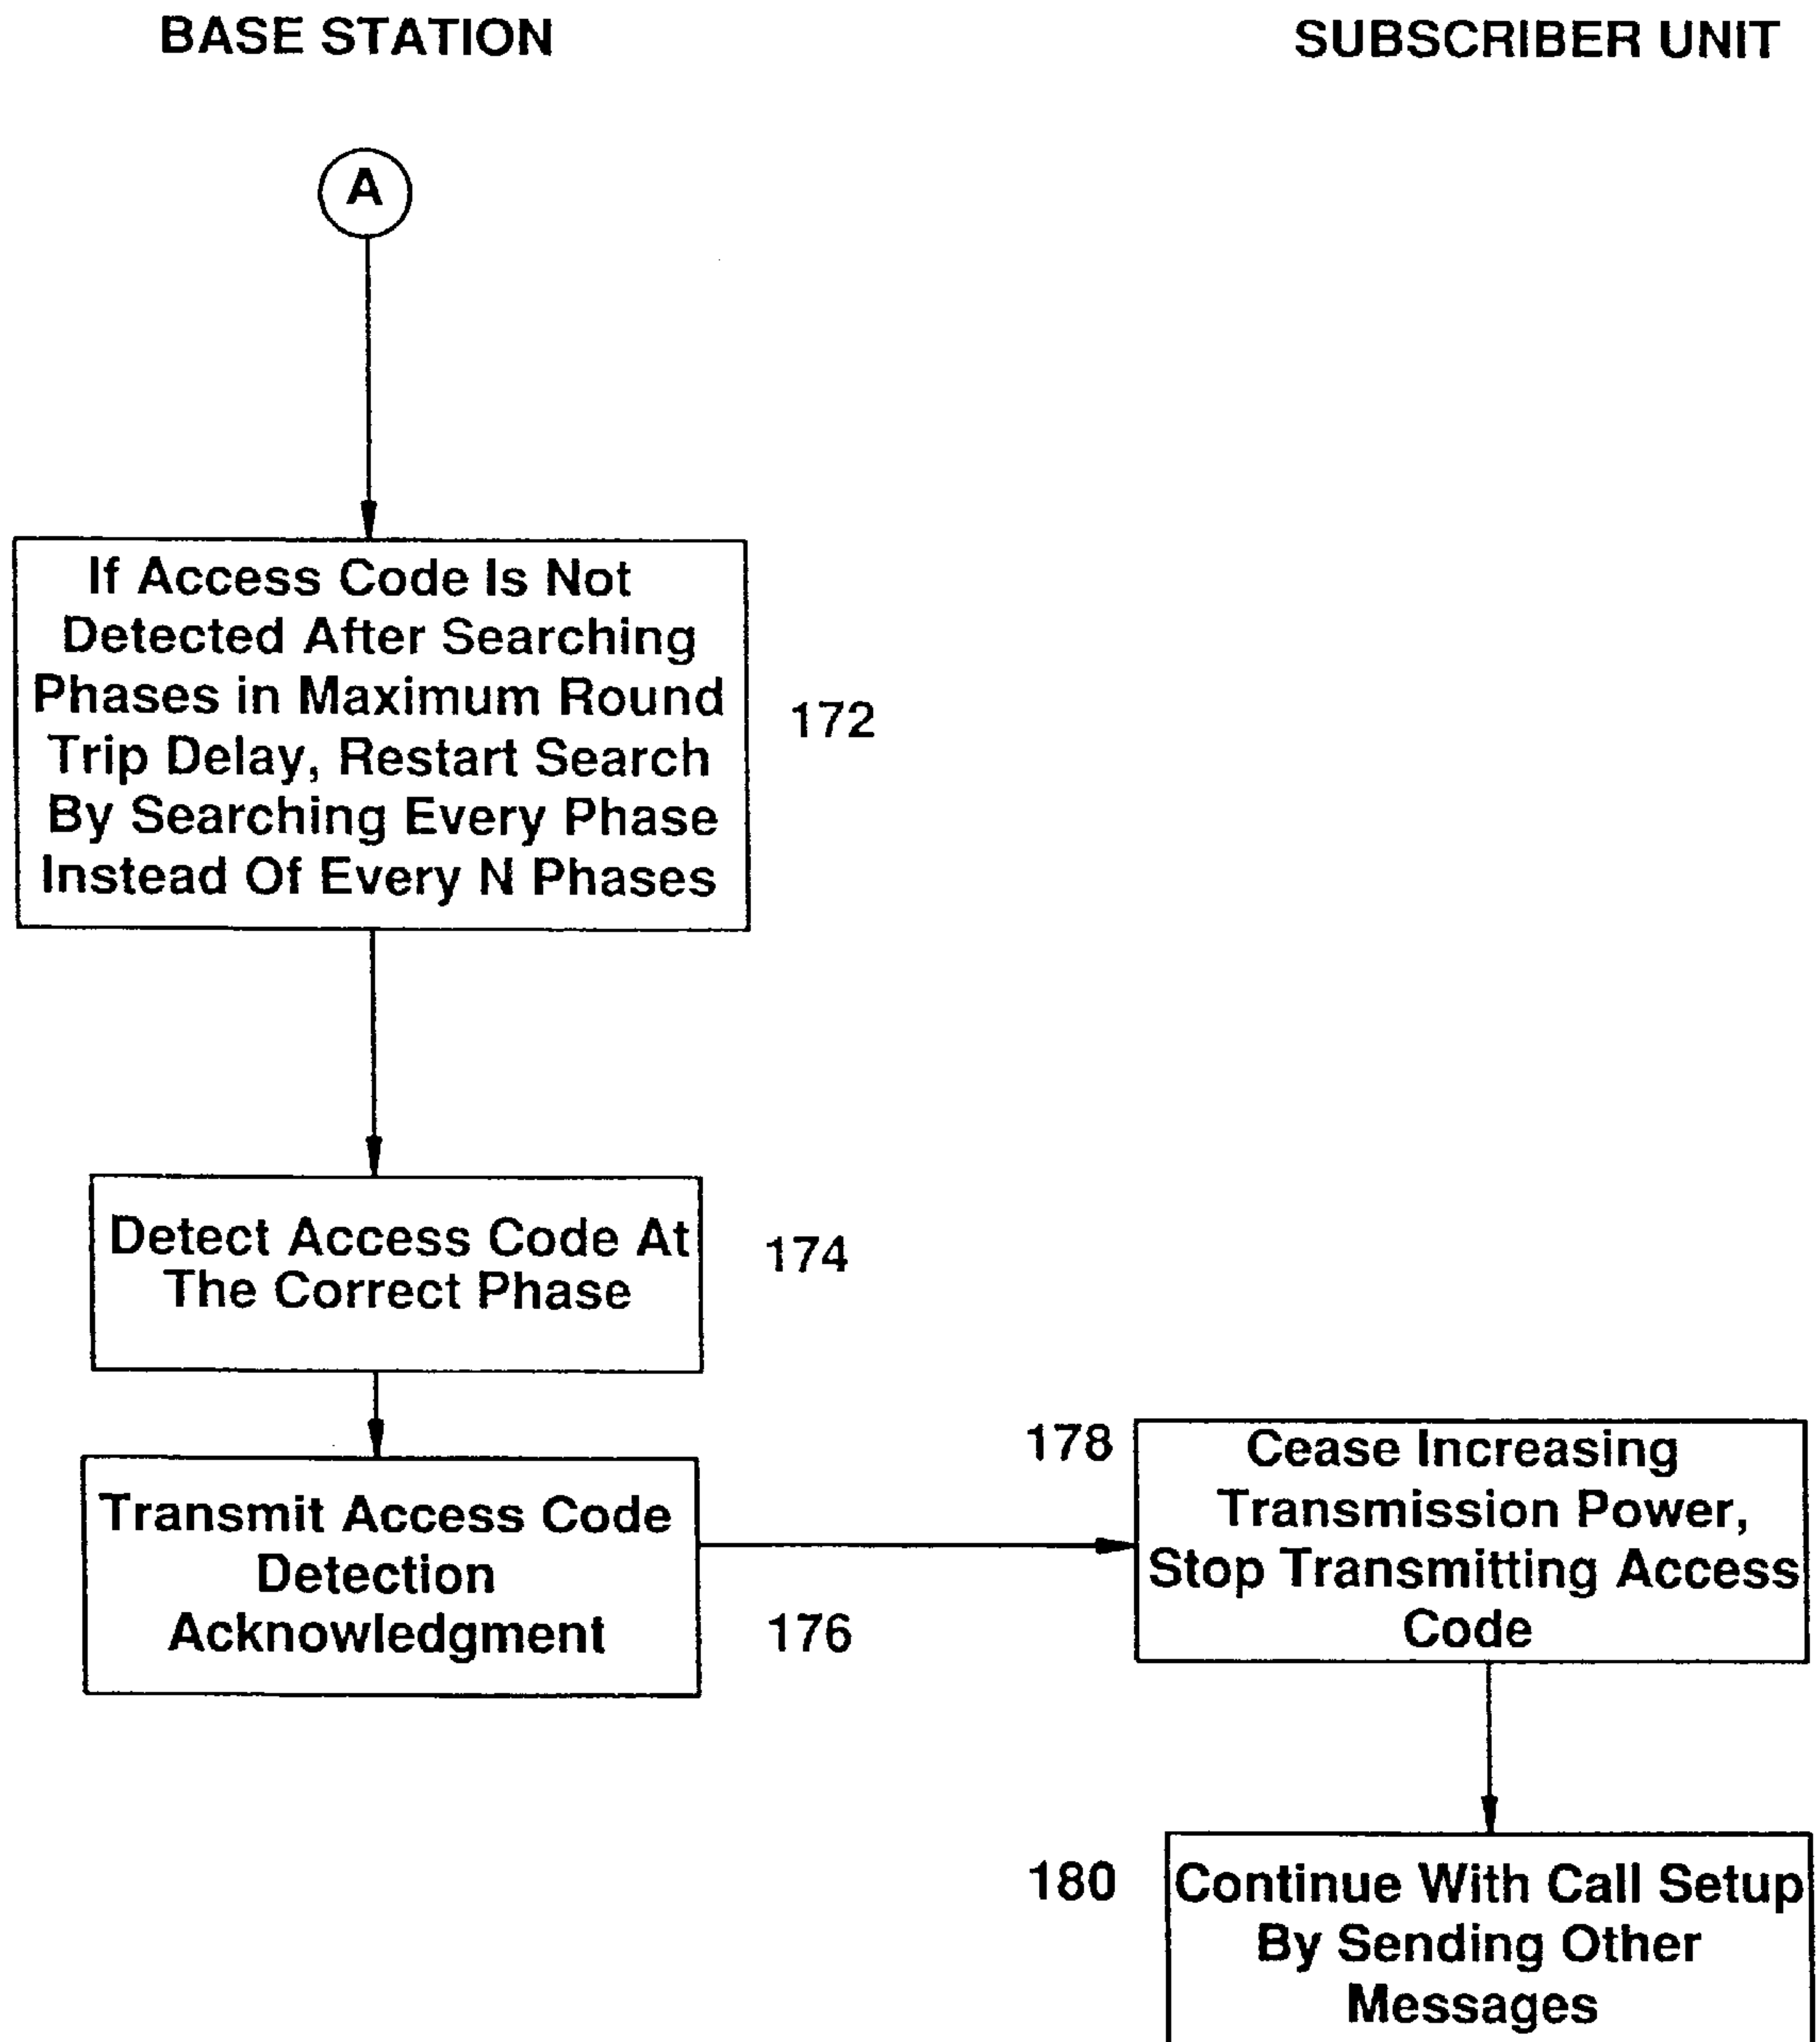 BASE STATION
SUBSCRIBER UNIT
A
If Access Code Is Not
Detected After Searching
Phases in Maximum Round
Trip Delay, Restart Search
By Searching Every Phase
Instead Of Every N Phases
172
Detect Access Code At
The Correct Phase
174
Transmit Access Code
Detection
Acknowledgment
176
178
Cease Increasing
Transmission Power,
Stop Transmitting Access
Code
180
Continue With Call Setup
By Sending Other
Messages